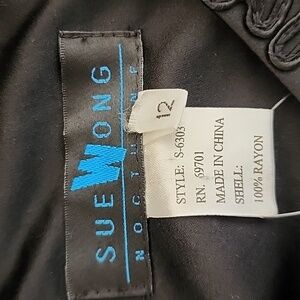 SUE WONG
NOCTURNE
12
STYLE: S-6303
RN. 69701
MADE IN CHINA
SHELL:
100% RAYON